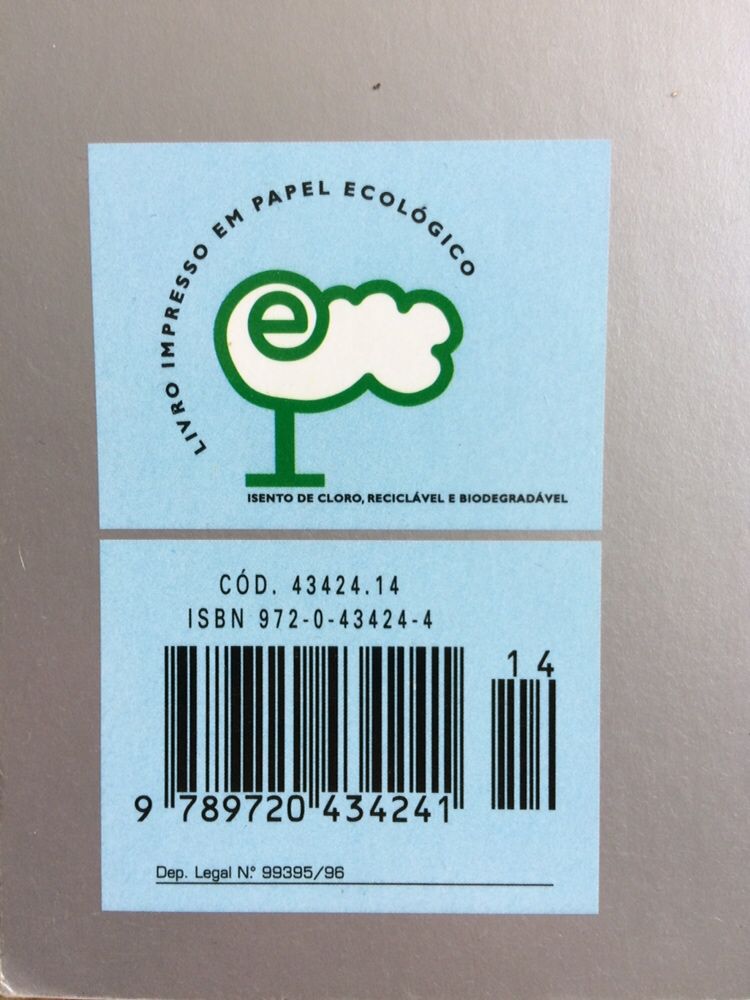 LIVRO IMPRESSO EM PAPEL ECOLÓGICO
e
ISENTO DE CLORO, RECICLÁVEL E BIODEGRADÁVEL
CÓD. 43424.14
ISBN 972-0-43424-4
14
9 789720 434241
Dep. Legal N.º 99395/96